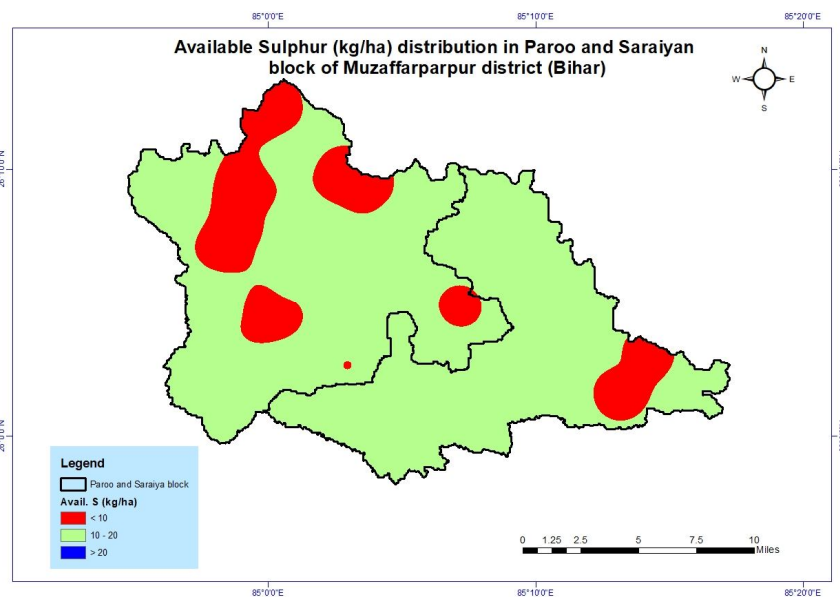 85°0'0"E 85°10'0"E 85°20'0"E
Available Sulphur (kg/ha) distribution in Paroo and Saraiyan
block of Muzaffarparpur district (Bihar)
N
W E
S
Legend
Paroo and Saraiya block
Avail. S (kg/ha)
< 10
10 - 20
> 20
0 1.25 2.5 5 7.5 10
Miles
85°0'0"E 85°10'0"E 85°20'0"E